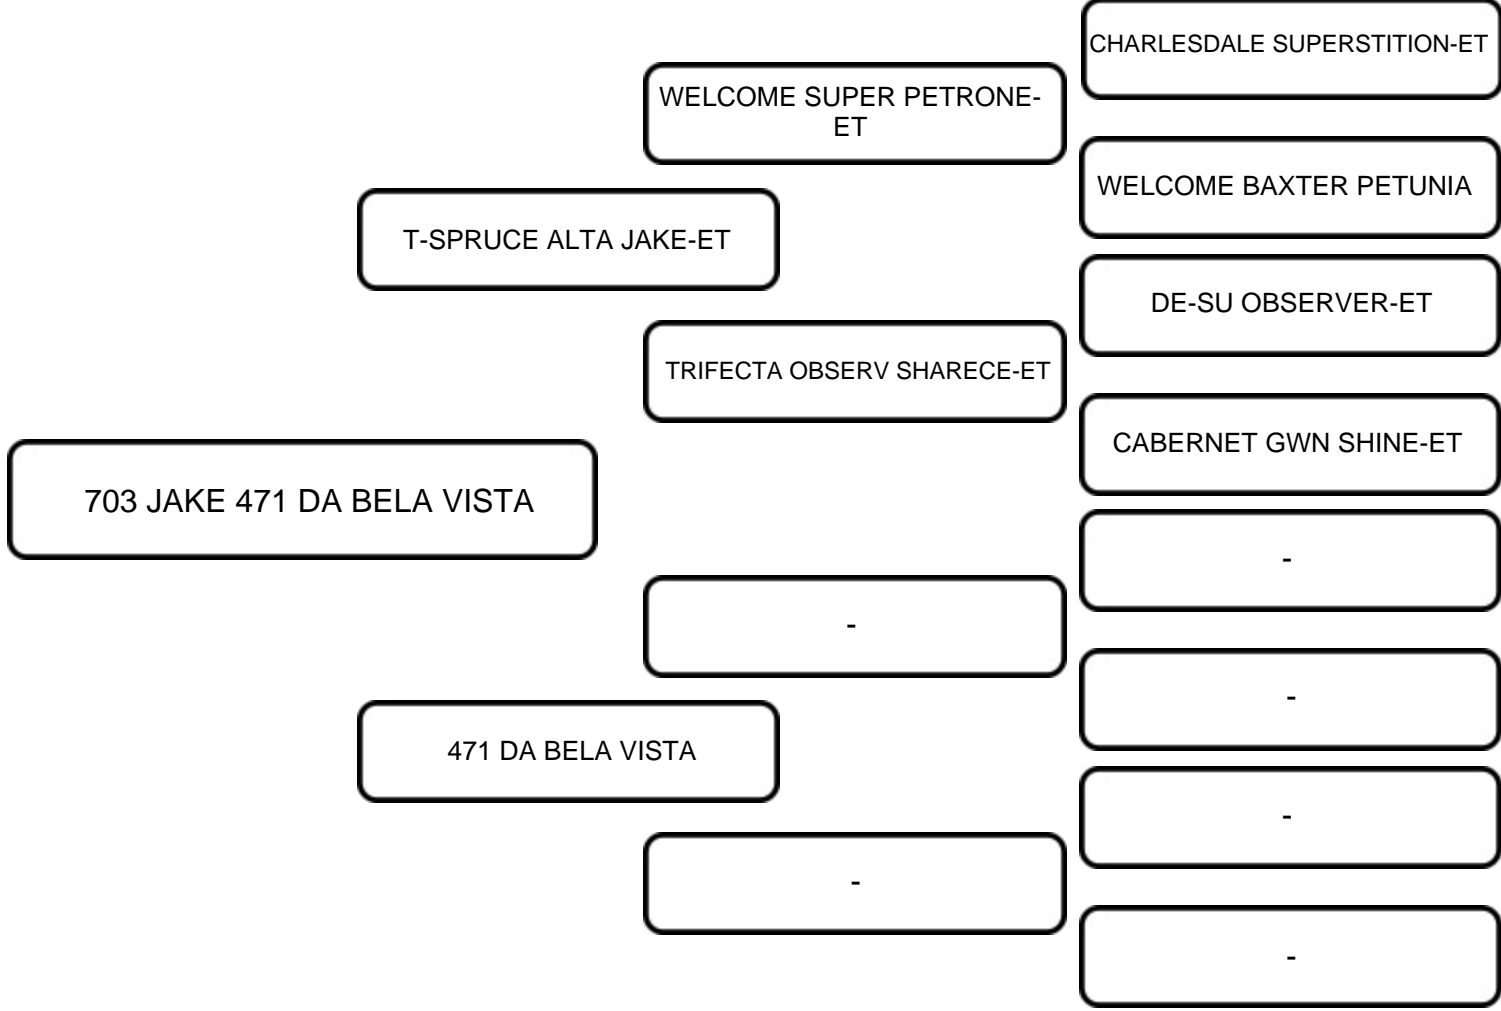 CHARLESDALE SUPERSTITION-ET
WELCOME SUPER PETRONE-
ET
WELCOME BAXTER PETUNIA
T-SPRUCE ALTA JAKE-ET
DE-SU OBSERVER-ET
TRIFECTA OBSERV SHARECE-ET
CABERNET GWN SHINE-ET
703 JAKE 471 DA BELA VISTA
-
-
-
471 DA BELA VISTA
-
-
-